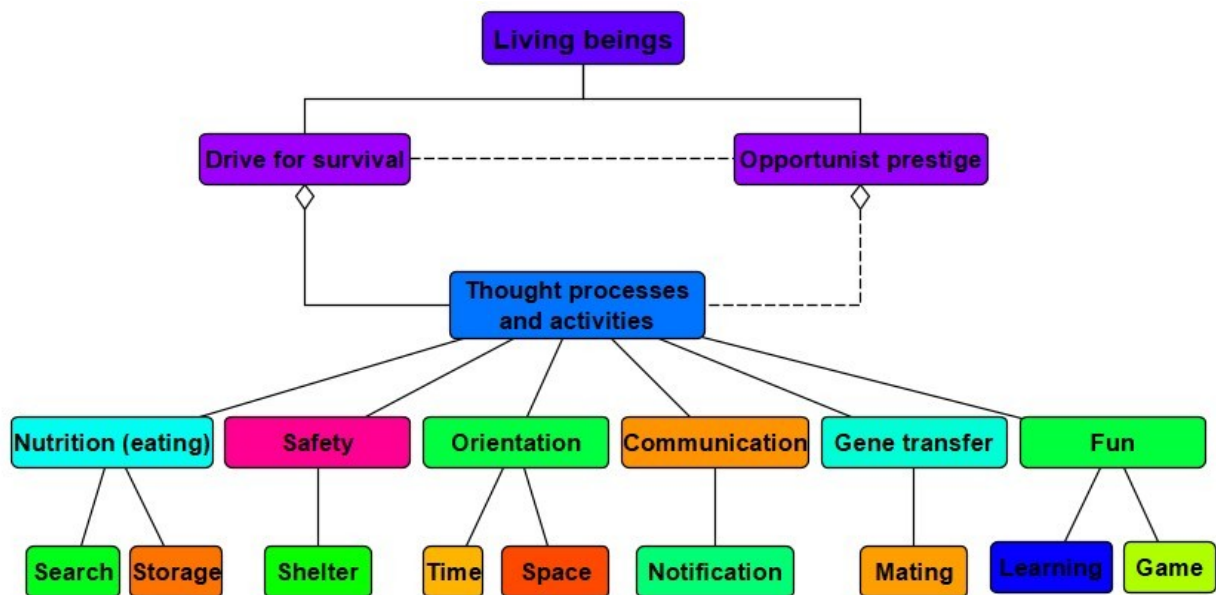 Living beings
Drive for survival
Opportunist prestige
Thought processes
and activities
Nutrition (eating)
Safety
Orientation
Communication
Gene transfer
Fun
Search
Storage
Shelter
Time
Space
Notification
Mating
Learning
Game